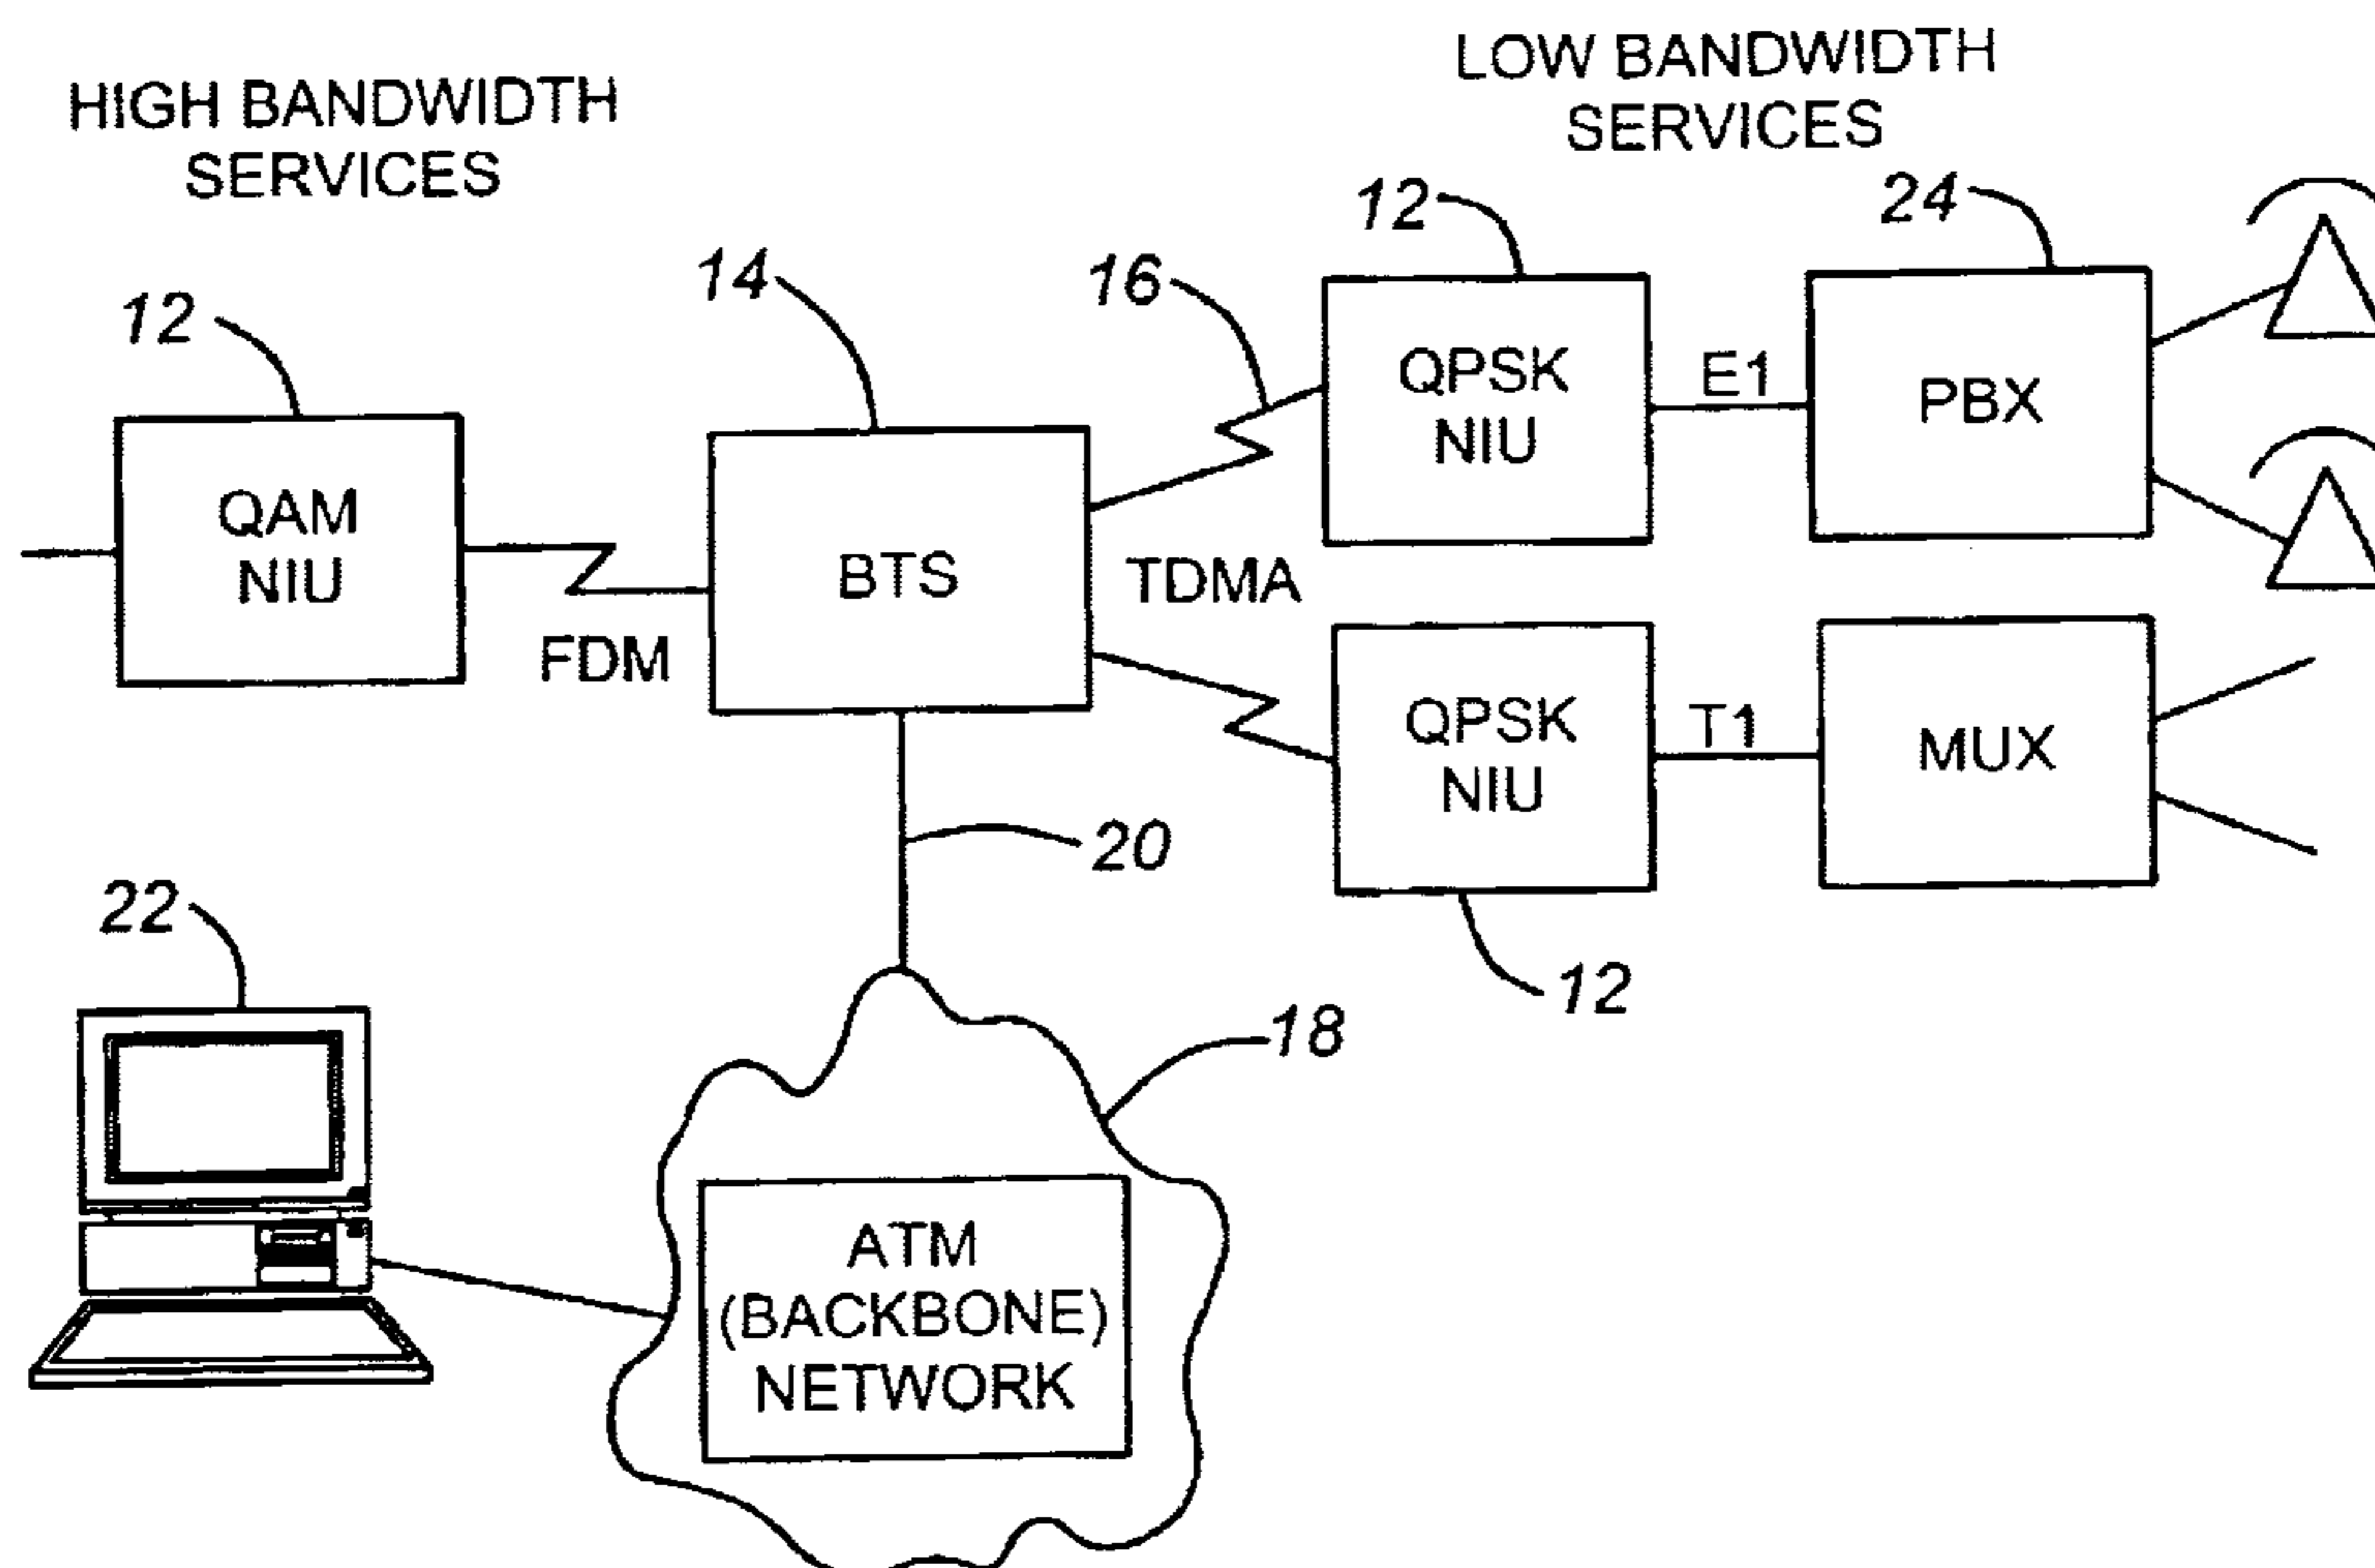 HIGH BANDWIDTH
SERVICES
LOW BANDWIDTH
SERVICES
12
14
16
12
24
QAM
NIU
FDM
BTS
TDMA
QPSK
NIU
E1
PBX
QPSK
NIU
T1
MUX
20
12
22
18
ATM
(BACKBONE)
NETWORK